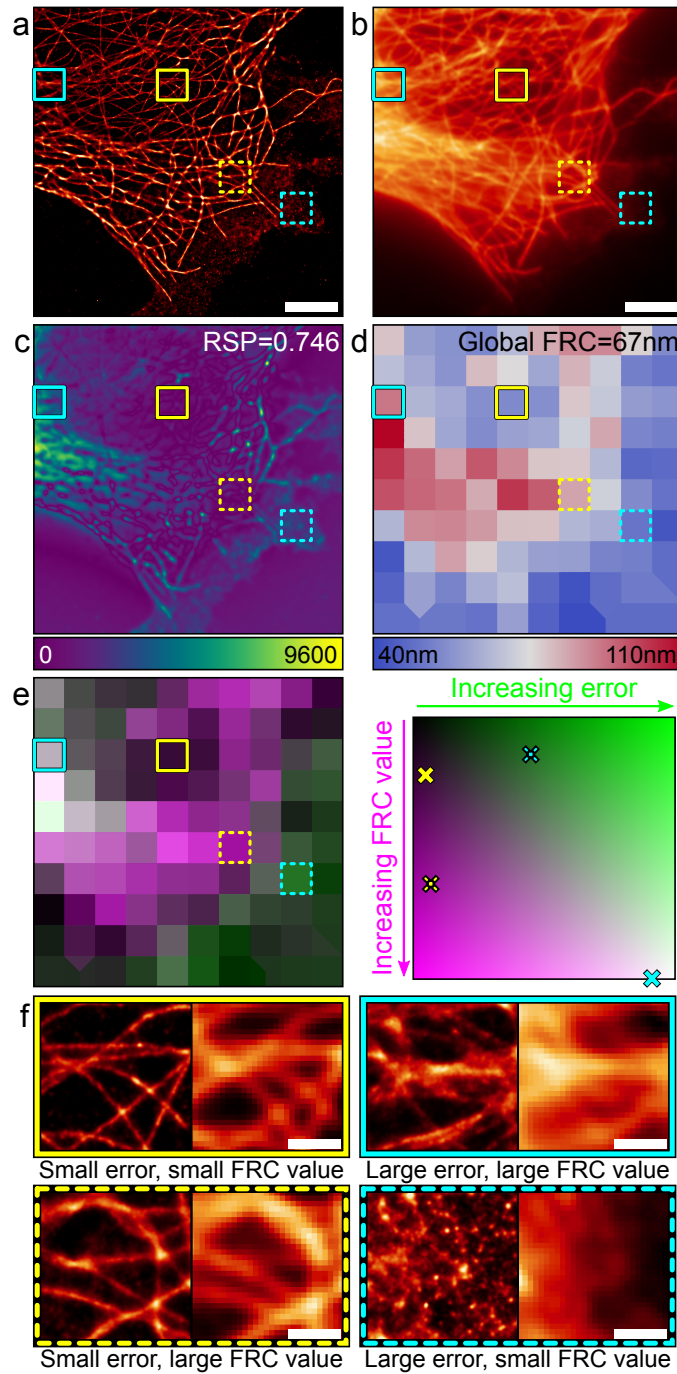 a
b
c
RSP=0.746
d
Global FRC=67nm
0
9600
40nm
110nm
e
Increasing error
Increasing FRC value
f
Small error, small FRC value
Large error, large FRC value
Small error, large FRC value
Large error, small FRC value